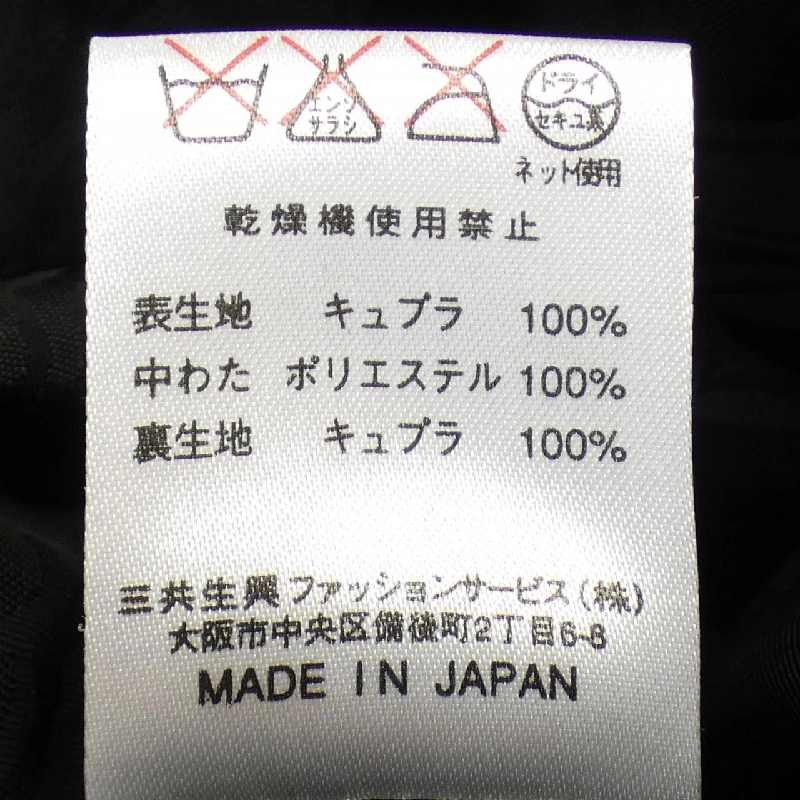 エンソ
サラシ
ドライ
セキユ系
ネット使用
乾燥機使用禁止
表生地 キュプラ 100%
中わた ポリエステル 100%
裏生地 キュプラ 100%
三共生興ファッションサービス(株)
大阪市中央区備後町2丁目6-8
MADE IN JAPAN